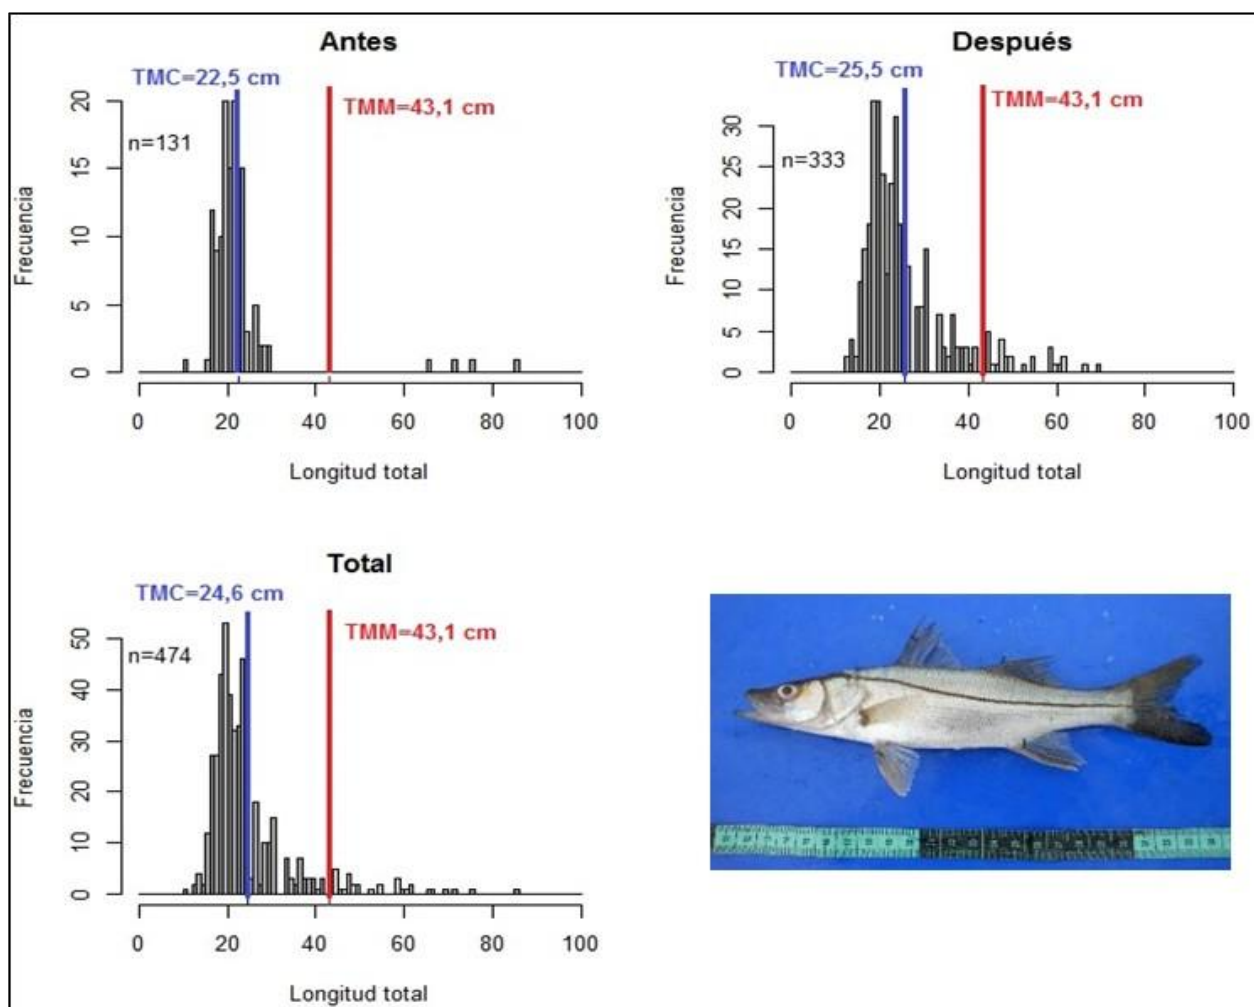 Antes
TMC=22,5 cm
TMM=43,1 cm
n=131
Frecuencia
20
15
10
5
0
0 20 40 60 80 100
Longitud total
Después
TMC=25,5 cm
TMM=43,1 cm
n=333
Frecuencia
30
25
20
15
10
5
0
0 20 40 60 80 100
Longitud total
Total
TMC=24,6 cm
TMM=43,1 cm
n=474
Frecuencia
50
40
30
20
10
0
0 20 40 60 80 100
Longitud total